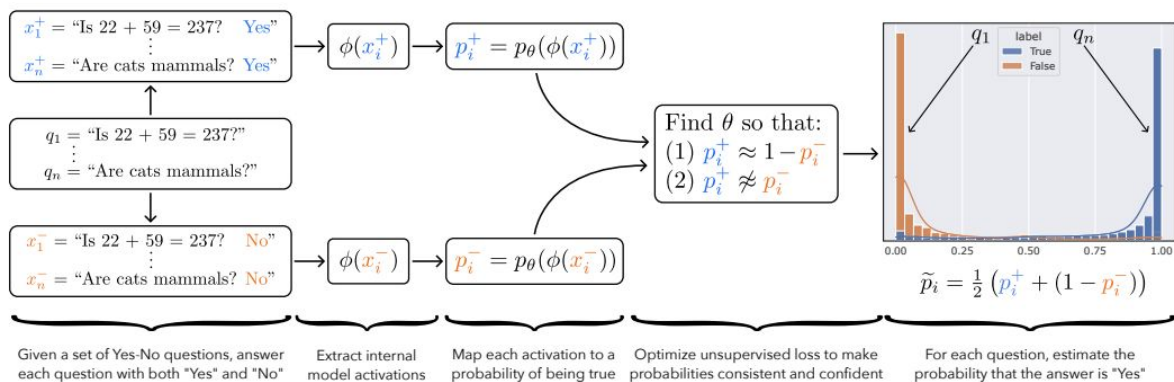 x₁⁺ = "Is 22 + 59 = 237? Yes"
⋮
xₙ⁺ = "Are cats mammals? Yes"
q₁ = "Is 22 + 59 = 237?"
⋮
qₙ = "Are cats mammals?"
x₁⁻ = "Is 22 + 59 = 237? No"
⋮
xₙ⁻ = "Are cats mammals? No"
ϕ(xᵢ⁺)
ϕ(xᵢ⁻)
pᵢ⁺ = p_θ(ϕ(xᵢ⁺))
pᵢ⁻ = p_θ(ϕ(xᵢ⁻))
Find θ so that:
(1) pᵢ⁺ ≈ 1 − pᵢ⁻
(2) pᵢ⁺ ≉ pᵢ⁻
q₁
label
True
False
qₙ
0.00 0.25 0.50 0.75 1.00
p̃ᵢ = ½ (pᵢ⁺ + (1 − pᵢ⁻))
Given a set of Yes-No questions, answer
each question with both "Yes" and "No"
Extract internal
model activations
Map each activation to a
probability of being true
Optimize unsupervised loss to make
probabilities consistent and confident
For each question, estimate the
probability that the answer is "Yes"